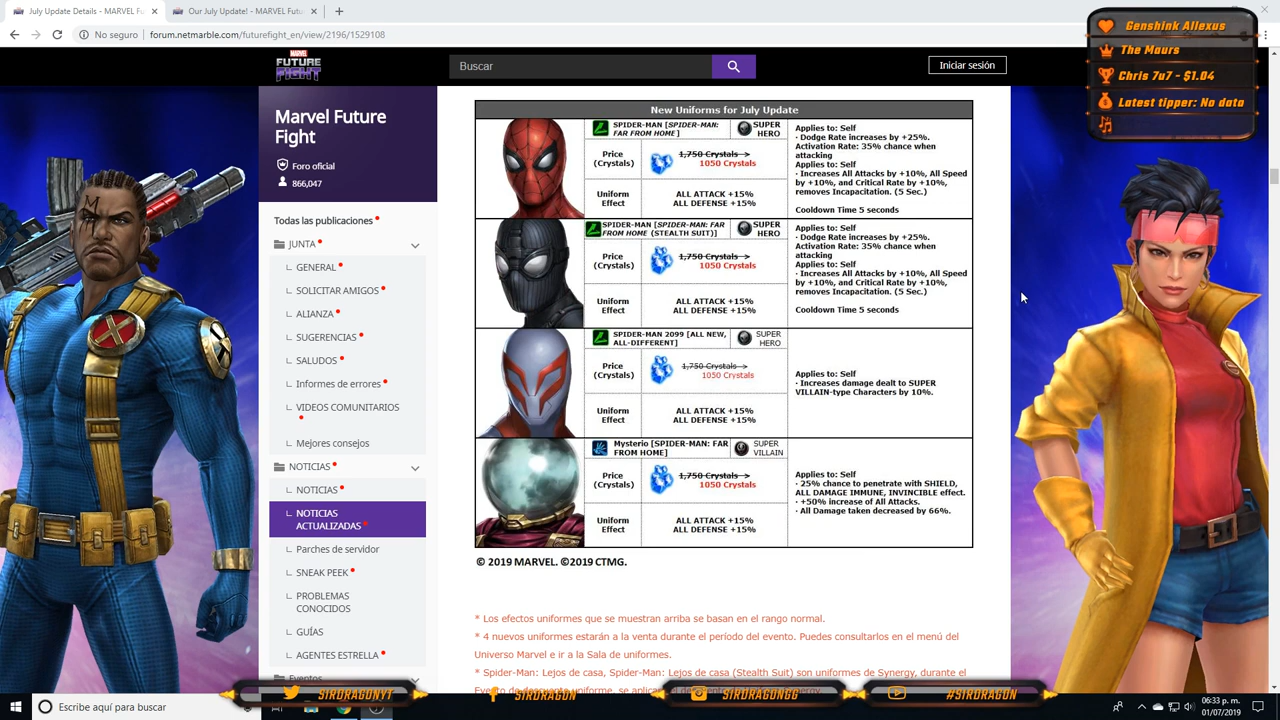 July Update Details - MARVEL Fu
Our July Update! - MARVEL Futur
No seguro
forum.netmarble.com/futurefight_en/view/2196/1529108
Genshink Allexus
The Maurs
Chris 7u7 - $1.04
Latest tipper: No data
MARVEL
FUTURE
FIGHT
Buscar
Iniciar sesión
Marvel Future
Fight
Foro oficial
866,047
Todas las publicaciones
JUNTA
GENERAL
SOLICITAR AMIGOS
ALIANZA
SUGERENCIAS
SALUDOS
Informes de errores
VIDEOS COMUNITARIOS
Mejores consejos
NOTICIAS
NOTICIAS
NOTICIAS
ACTUALIZADAS
Parches de servidor
SNEAK PEEK
PROBLEMAS
CONOCIDOS
GUÍAS
AGENTES ESTRELLA
Eventos
New Uniforms for July Update
SPIDER-MAN [SPIDER-MAN:
FAR FROM HOME]
SUPER
HERO
Price
(Crystals)
1,750 Crystals ->
1050 Crystals
Uniform
Effect
ALL ATTACK +15%
ALL DEFENSE +15%
Applies to: Self
· Dodge Rate increases by +25%.
Activation Rate: 35% chance when
attacking
Applies to: Self
· Increases All Attacks by +10%, All Speed
by +10%, and Critical Rate by +10%,
removes Incapacitation. (5 Sec.)
Cooldown Time 5 seconds
SPIDER-MAN [SPIDER-MAN: FAR
FROM HOME (STEALTH SUIT)]
SUPER
HERO
Price
(Crystals)
1,750 Crystals ->
1050 Crystals
Uniform
Effect
ALL ATTACK +15%
ALL DEFENSE +15%
Applies to: Self
· Dodge Rate increases by +25%.
Activation Rate: 35% chance when
attacking
Applies to: Self
· Increases All Attacks by +10%, All Speed
by +10%, and Critical Rate by +10%,
removes Incapacitation. (5 Sec.)
Cooldown Time 5 seconds
SPIDER-MAN 2099 [ALL NEW,
ALL-DIFFERENT]
SUPER
HERO
Price
(Crystals)
1,750 Crystals ->
1050 Crystals
Uniform
Effect
ALL ATTACK +15%
ALL DEFENSE +15%
Applies to: Self
· Increases damage dealt to SUPER
VILLAIN-type Characters by 10%.
Mysterio [SPIDER-MAN: FAR
FROM HOME]
SUPER
VILLAIN
Price
(Crystals)
1,750 Crystals ->
1050 Crystals
Uniform
Effect
ALL ATTACK +15%
ALL DEFENSE +15%
Applies to: Self
· 25% chance to penetrate with SHIELD,
ALL DAMAGE IMMUNE, INVINCIBLE effect.
· +50% increase of All Attacks.
· All Damage taken decreased by 66%.
© 2019 MARVEL. ©2019 CTMG.
* Los efectos uniformes que se muestran arriba se basan en el rango normal.
* 4 nuevos uniformes estarán a la venta durante el período del evento. Puedes consultarlos en el menú del
Universo Marvel e ir a la Sala de uniformes.
* Spider-Man: Lejos de casa, Spider-Man: Lejos de casa (Stealth Suit) son uniformes de Synergy, durante el
SIRDRAGONYT
SIRDRAGON
SIRDRAGONGG
#SIRDRAGON
Escribe aquí para buscar
06:33 p. m.
01/07/2019